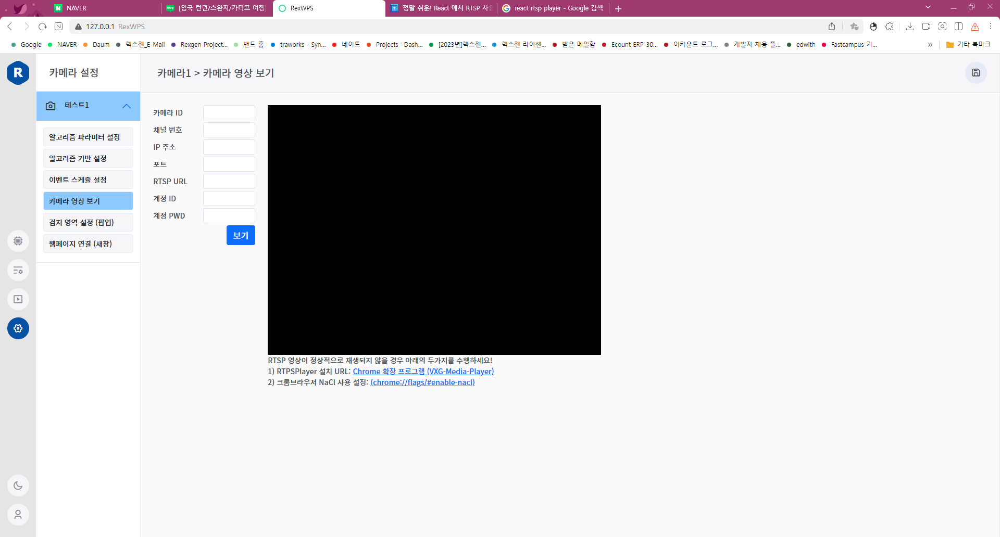 NAVER
[영국 런던/스완지/카디프 여행]
RexWPS
정말 쉬운! React 에서 RTSP 사용
react rtsp player - Google 검색
127.0.0.1 RexWPS
Google NAVER Daum 렉스젠_E-Mail Rexgen Project... 밴드 홈 traworks - Syn... 네이트 Projects · Dash... [2023년]렉스젠... 렉스젠 라이센... 받은 메일함 Ecount ERP-30... 이카운트 로그... 개발자 채용 플... edwith Fastcampus 기... 기타 북마크
R
카메라 설정
카메라1 > 카메라 영상 보기
테스트1
알고리즘 파라미터 설정
알고리즘 기반 설정
이벤트 스케쥴 설정
카메라 영상 보기
검지 영역 설정 (팝업)
웹페이지 연결 (새창)
카메라 ID
채널 번호
IP 주소
포트
RTSP URL
계정 ID
계정 PWD
보기
RTSP 영상이 정상적으로 재생되지 않을 경우 아래의 두가지를 수행하세요!
1) RTPSPlayer 설치 URL: Chrome 확장 프로그램 (VXG-Media-Player)
2) 크롬브라우저 NaCl 사용 설정: (chrome://flags/#enable-nacl)